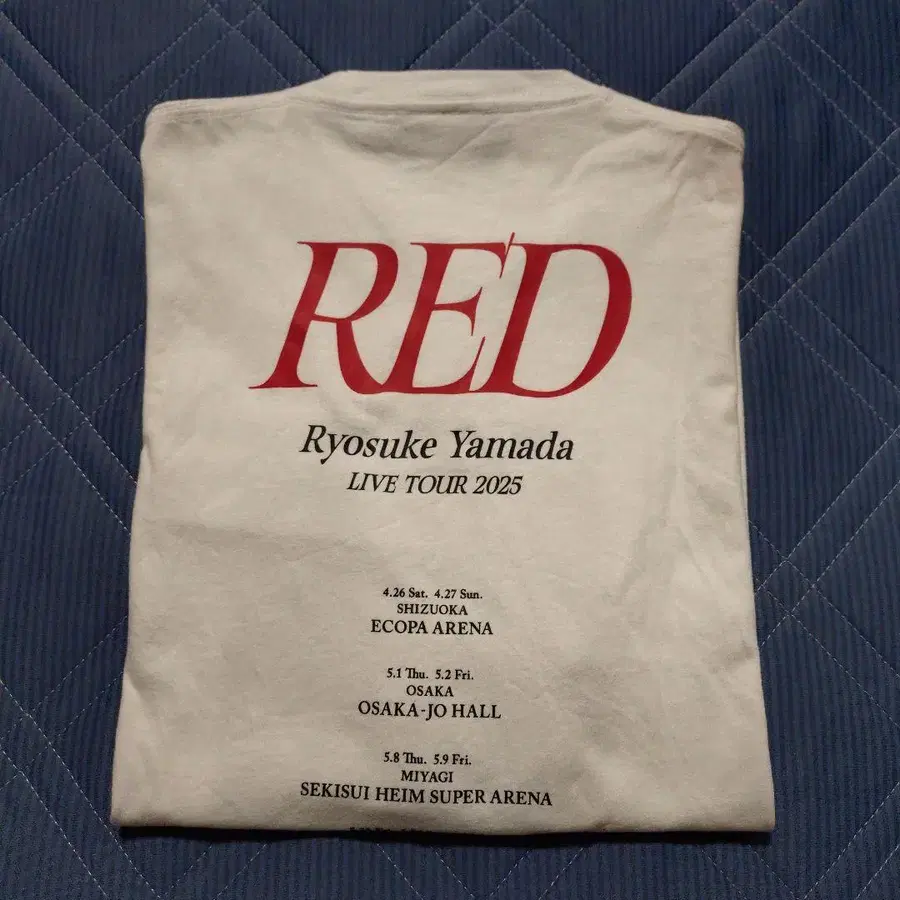 RED
Ryosuke Yamada
LIVE TOUR 2025
4.26 Sat. 4.27 Sun.
SHIZUOKA
ECOPA ARENA
5.1 Thu. 5.2 Fri.
OSAKA
OSAKA-JO HALL
5.8 Thu. 5.9 Fri.
MIYAGI
SEKISUI HEIM SUPER ARENA